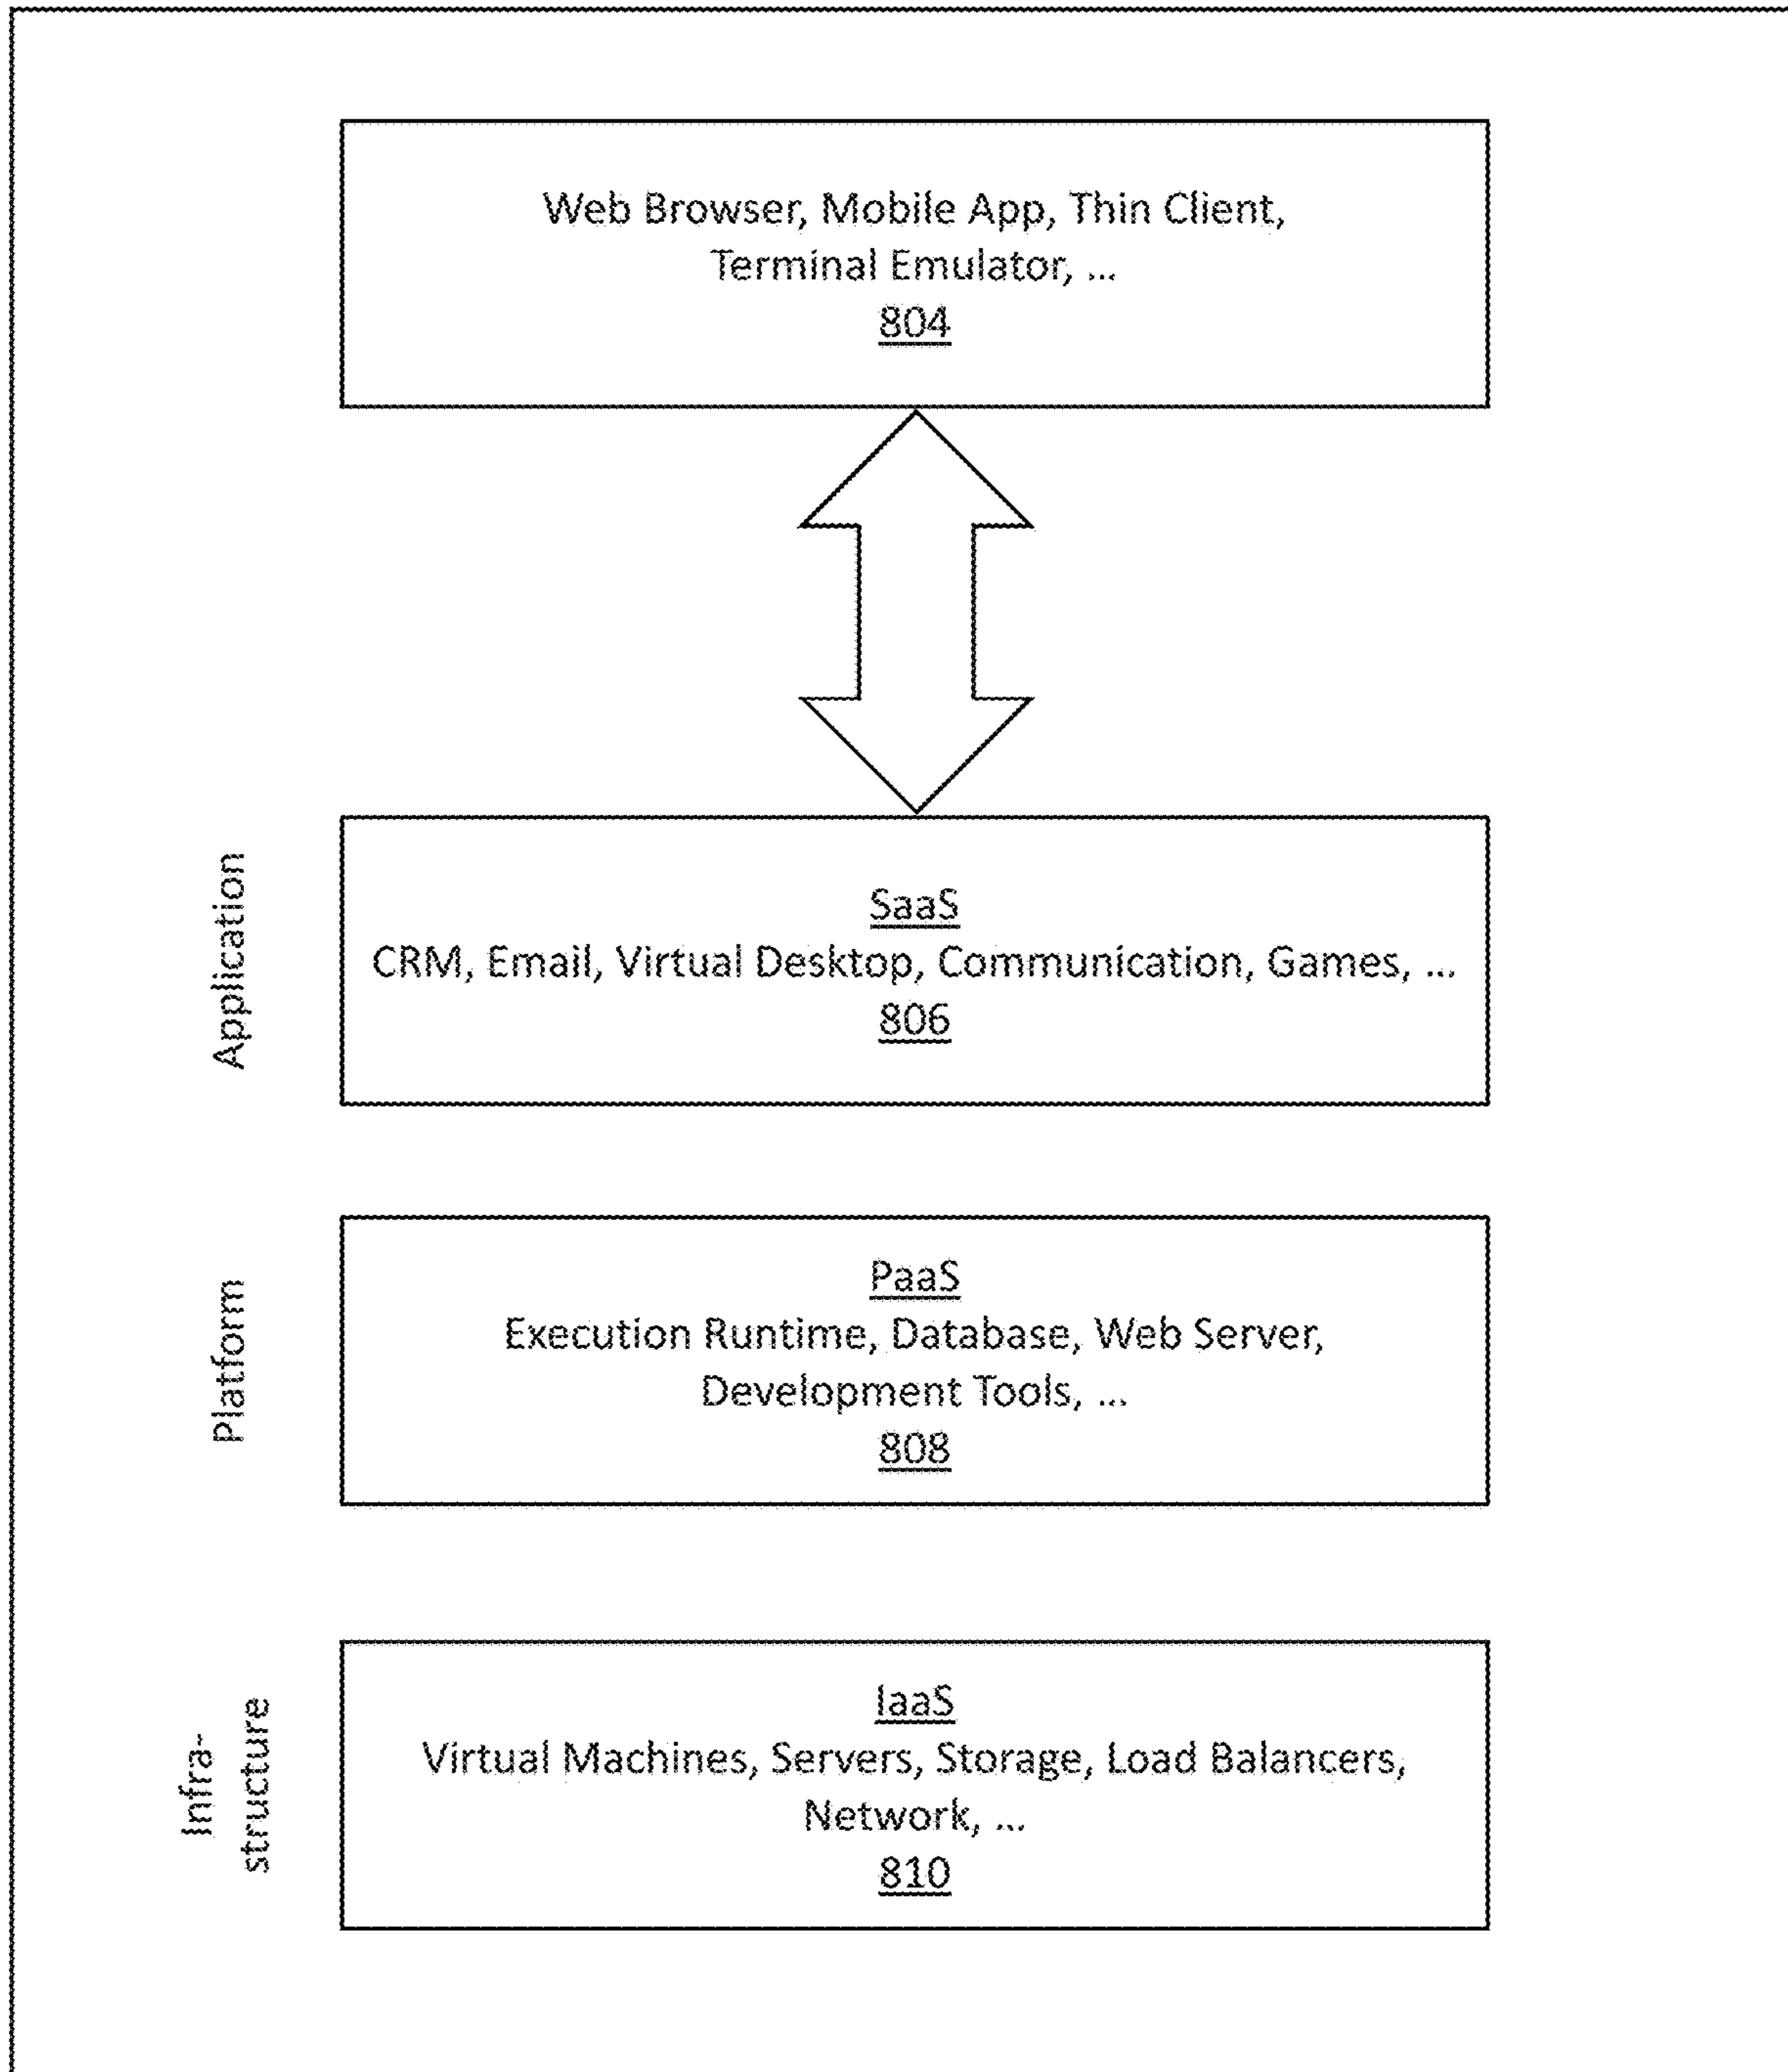 Web Browser, Mobile App, Thin Client,
Terminal Emulator, ...
804
Application
SaaS
CRM, Email, Virtual Desktop, Communication, Games, ...
806
Platform
PaaS
Execution Runtime, Database, Web Server,
Development Tools, ...
808
Infra-
structure
IaaS
Virtual Machines, Servers, Storage, Load Balancers,
Network, ...
810